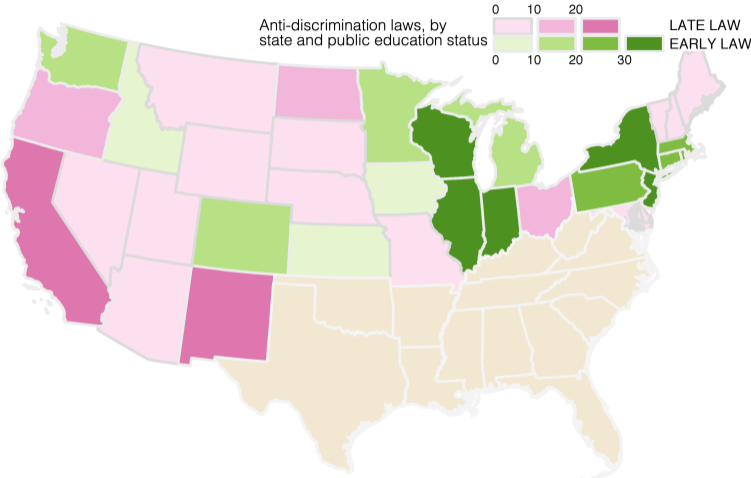 0 10 20
Anti-discrimination laws, by
state and public education status
LATE LAW
EARLY LAW
0 10 20 30